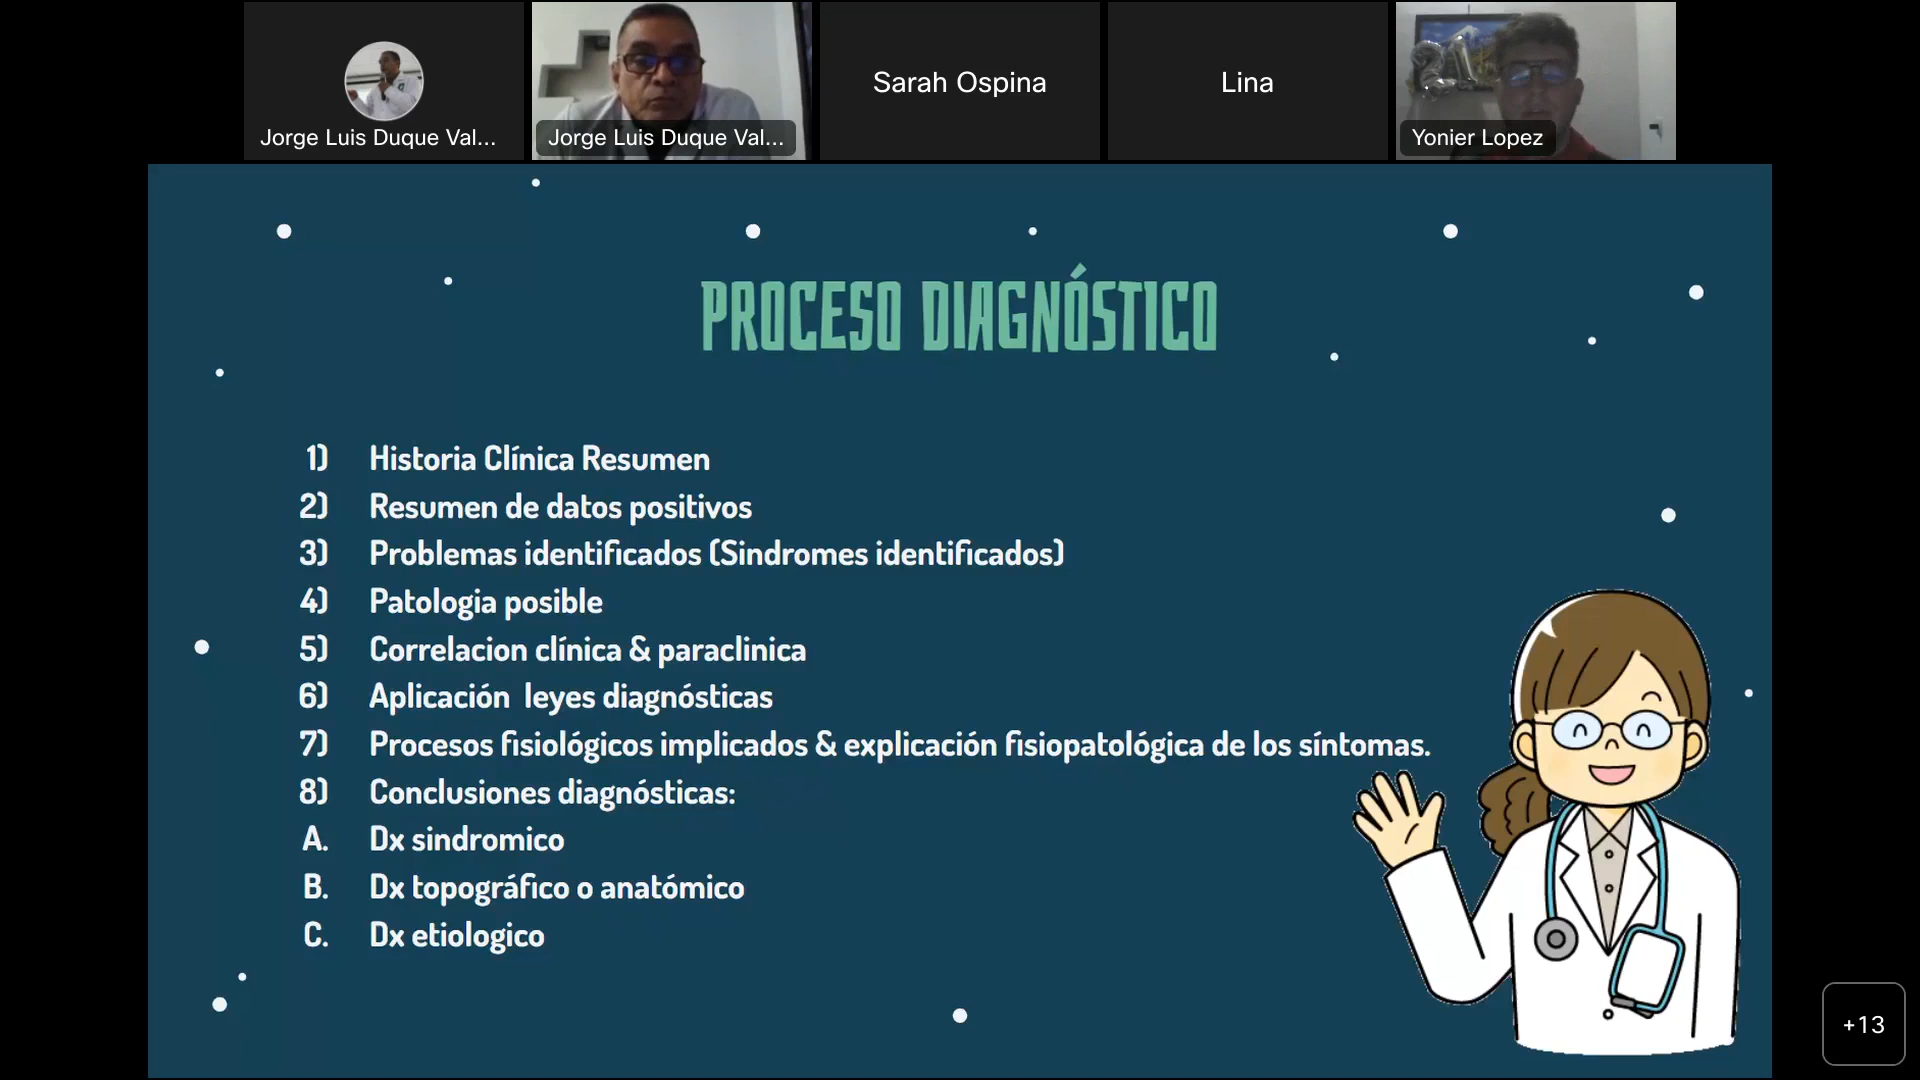 Jorge Luis Duque Val...
Jorge Luis Duque Val...
Sarah Ospina
Lina
21
Yonier Lopez
PROCESO DIAGNÓSTICO
1) Historia Clínica Resumen
2) Resumen de datos positivos
3) Problemas identificados (Sindromes identificados)
4) Patologia posible
5) Correlacion clínica & paraclinica
6) Aplicación  leyes diagnósticas
7) Procesos fisiológicos implicados & explicación fisiopatológica de los síntomas.
8) Conclusiones diagnósticas:
A. Dx sindromico
B. Dx topográfico o anatómico
C. Dx etiologico
+13